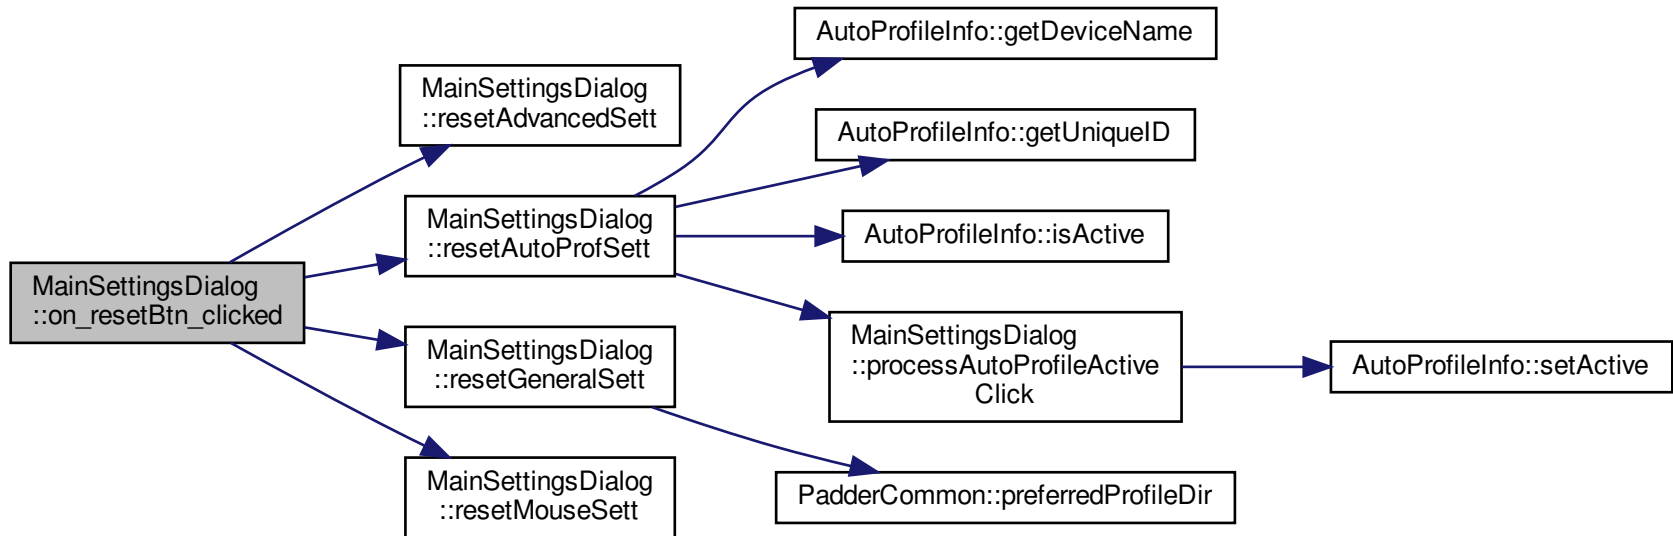 MainSettingsDialog
::on_resetBtn_clicked
MainSettingsDialog
::resetAdvancedSett
MainSettingsDialog
::resetAutoProfSett
MainSettingsDialog
::resetGeneralSett
MainSettingsDialog
::resetMouseSett
AutoProfileInfo::getDeviceName
AutoProfileInfo::getUniqueID
AutoProfileInfo::isActive
MainSettingsDialog
::processAutoProfileActive
Click
PadderCommon::preferredProfileDir
AutoProfileInfo::setActive